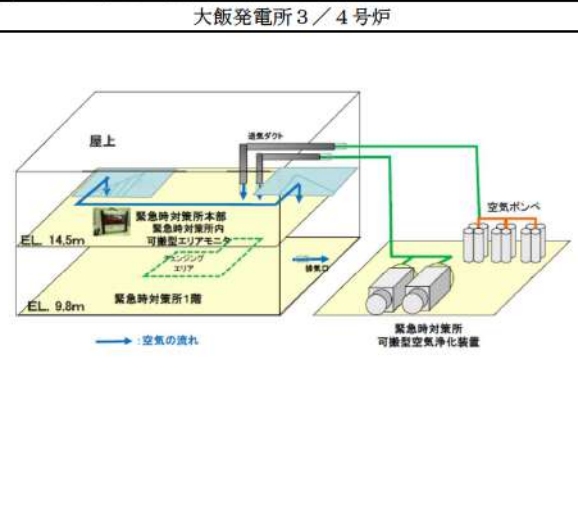 大飯発電所３／４号炉
屋上
送気ダクト
空気ボンベ
緊急時対策所本部
緊急時対策所内
可搬型エリアモニタ
EL. 14.5m
チェンジング
エリア
排気口
EL. 9.8m
緊急時対策所1階
緊急時対策所
可搬型空気浄化装置
:空気の流れ